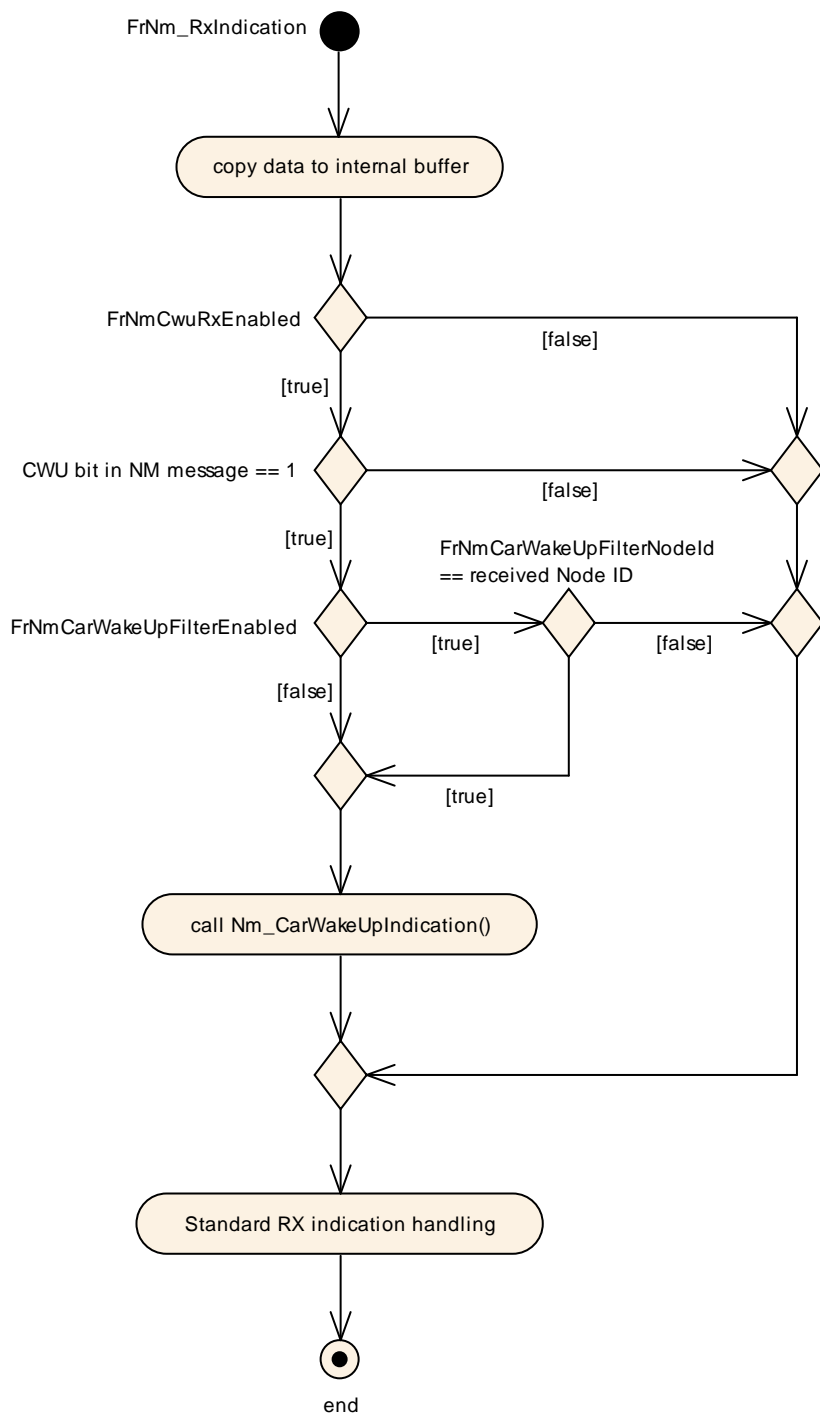 FrNm_RxIndication
copy data to internal buffer
FrNmCwuRxEnabled
[false]
[true]
CWU bit in NM message == 1
[false]
[true]
FrNmCarWakeUpFilterNodeId
== received Node ID
FrNmCarWakeUpFilterEnabled
[true]
[false]
[false]
[true]
call Nm_CarWakeUpIndication()
Standard RX indication handling
end